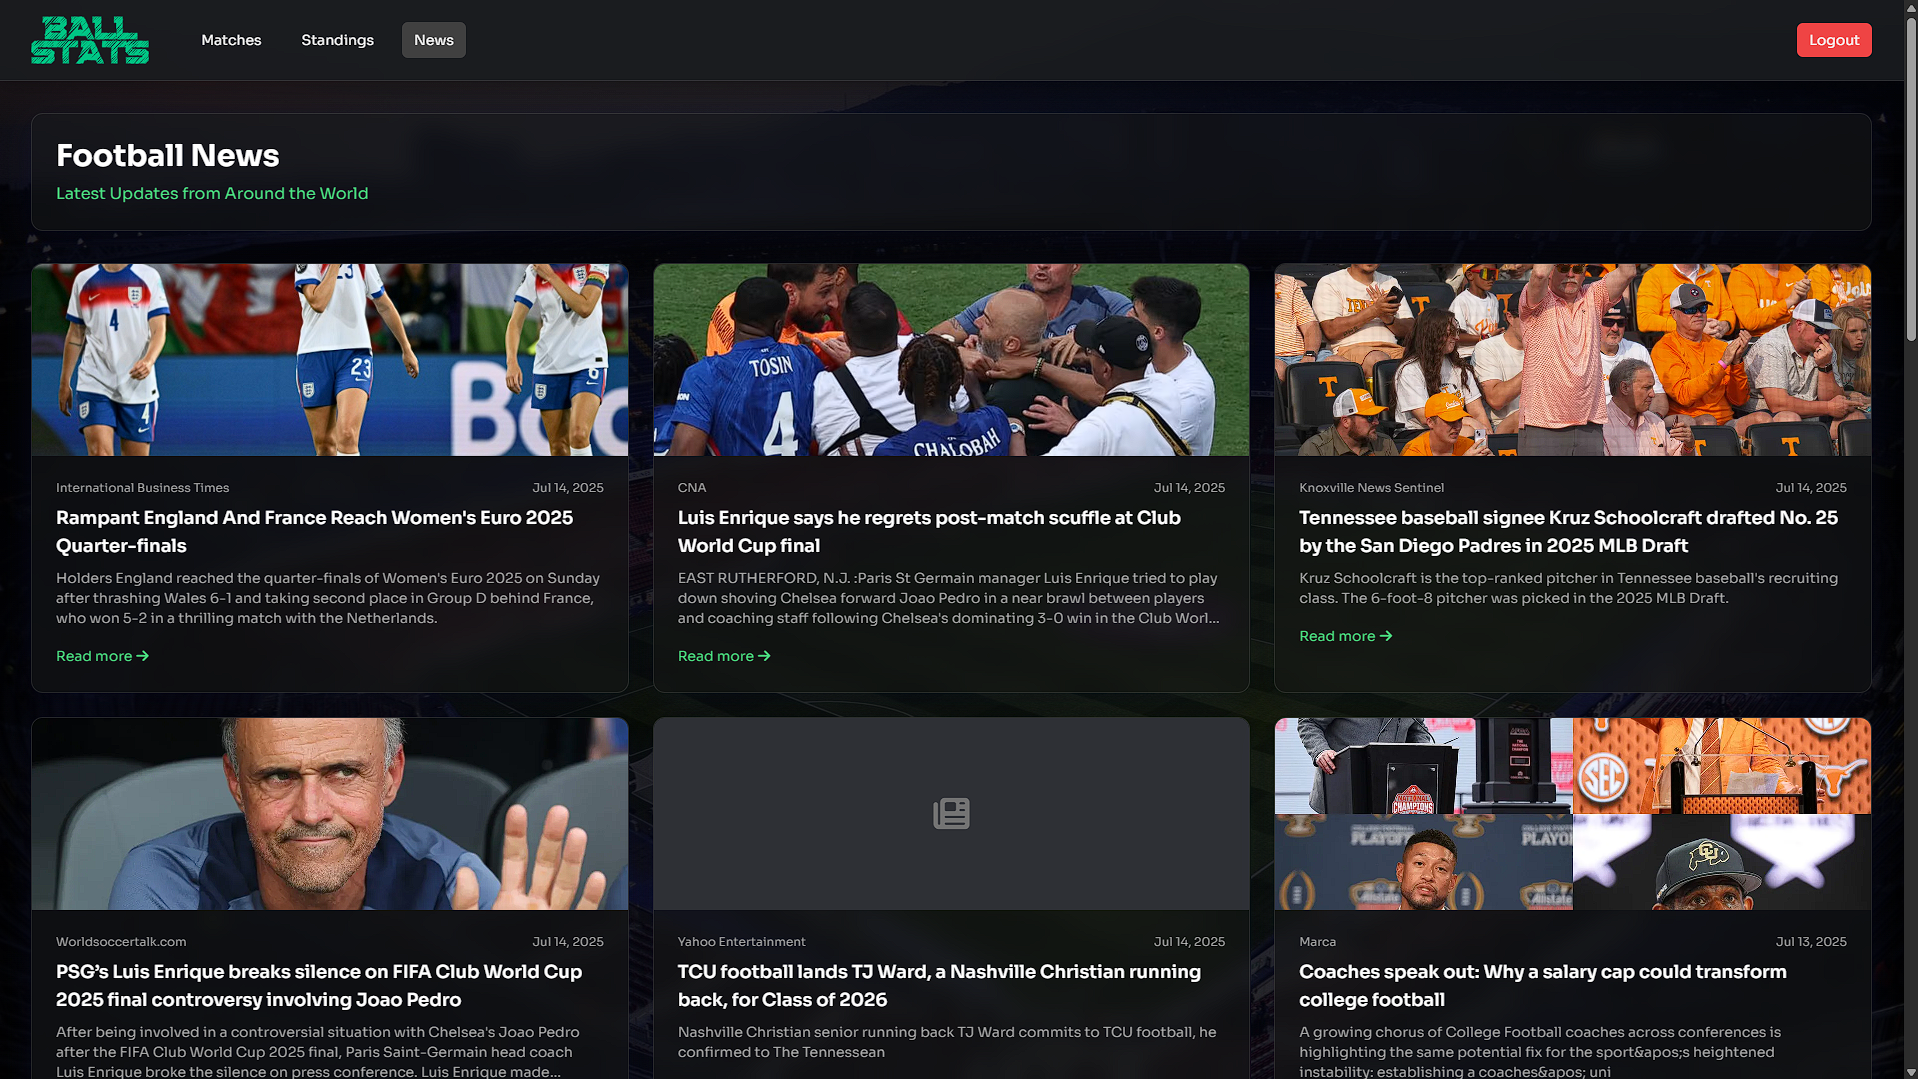 BALL
STATS
Matches
Standings
News
Logout
Football News
Latest Updates from Around the World
4
4
23
23
6
Bo
TOSIN
4
CHALOBAH
T
T
T
T
International Business Times
Jul 14, 2025
Rampant England And France Reach Women's Euro 2025
Quarter-finals
Holders England reached the quarter-finals of Women's Euro 2025 on Sunday
after thrashing Wales 6-1 and taking second place in Group D behind France,
who won 5-2 in a thrilling match with the Netherlands.
Read more →
CNA
Jul 14, 2025
Luis Enrique says he regrets post-match scuffle at Club
World Cup final
EAST RUTHERFORD, N.J. :Paris St Germain manager Luis Enrique tried to play
down shoving Chelsea forward Joao Pedro in a near brawl between players
and coaching staff following Chelsea's dominating 3-0 win in the Club Worl...
Read more →
Knoxville News Sentinel
Jul 14, 2025
Tennessee baseball signee Kruz Schoolcraft drafted No. 25
by the San Diego Padres in 2025 MLB Draft
Kruz Schoolcraft is the top-ranked pitcher in Tennessee baseball's recruiting
class. The 6-foot-8 pitcher was picked in the 2025 MLB Draft.
Read more →
NATIONAL
CHAMPIONS
SEC
PLAYOFF
CU
Worldsoccertalk.com
Jul 14, 2025
PSG’s Luis Enrique breaks silence on FIFA Club World Cup
2025 final controversy involving Joao Pedro
After being involved in a controversial situation with Chelsea's Joao Pedro
after the FIFA Club World Cup 2025 final, Paris Saint-Germain head coach
Luis Enrique broke the silence on press conference. Luis Enrique made...
Yahoo Entertainment
Jul 14, 2025
TCU football lands TJ Ward, a Nashville Christian running
back, for Class of 2026
Nashville Christian senior running back TJ Ward commits to TCU football, he
confirmed to The Tennessean
Marca
Jul 13, 2025
Coaches speak out: Why a salary cap could transform
college football
A growing chorus of College Football coaches across conferences is
highlighting the same potential fix for the sport&apos;s heightened
instability: establishing a coaches&apos; uni